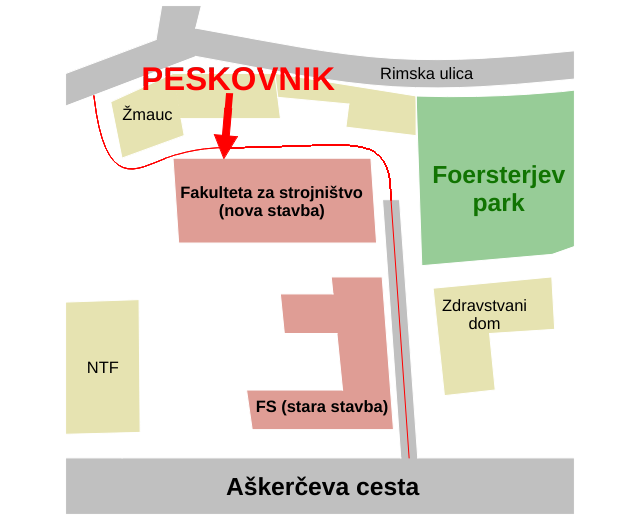 Rimska ulica
PESKOVNIK
Žmauc
Foersterjev
park
Fakulteta za strojništvo
(nova stavba)
Zdravstvani
dom
NTF
FS (stara stavba)
Aškerčeva cesta